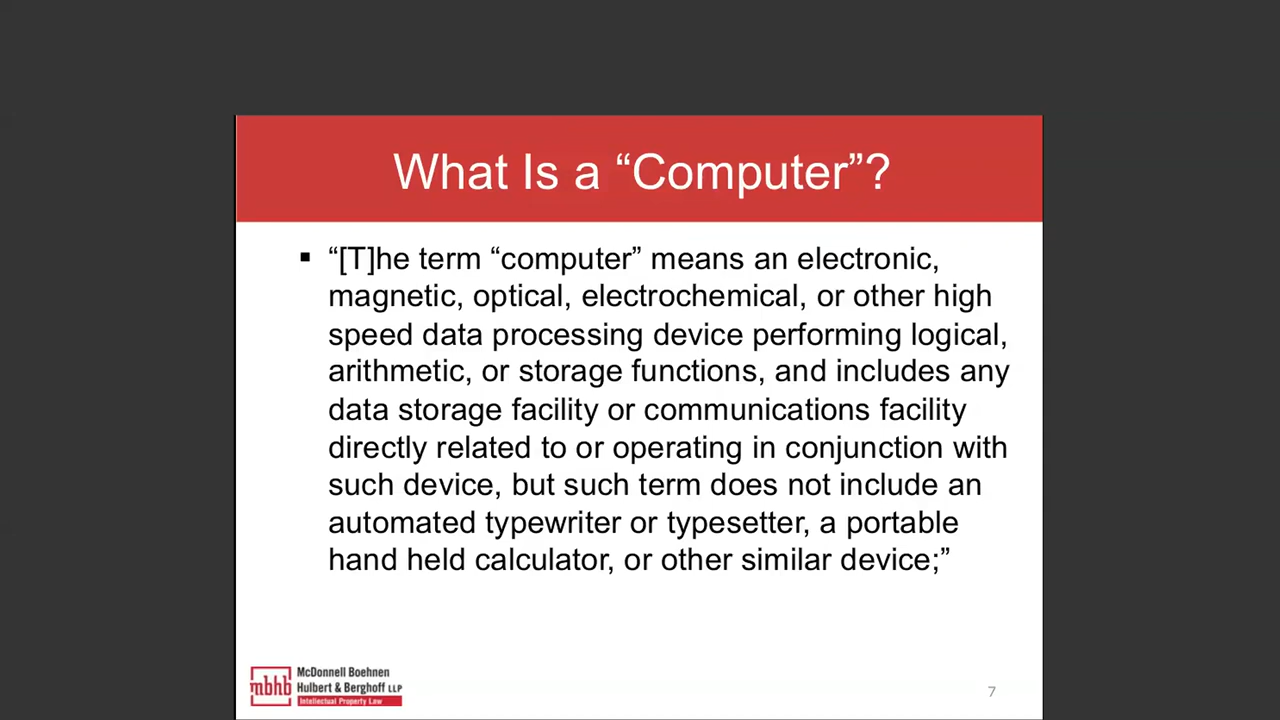 What Is a “Computer”?
▪ “[T]he term “computer” means an electronic,
magnetic, optical, electrochemical, or other high
speed data processing device performing logical,
arithmetic, or storage functions, and includes any
data storage facility or communications facility
directly related to or operating in conjunction with
such device, but such term does not include an
automated typewriter or typesetter, a portable
hand held calculator, or other similar device;”
mbhb
McDonnell Boehnen
Hulbert & Berghoff LLP
Intellectual Property Law
7